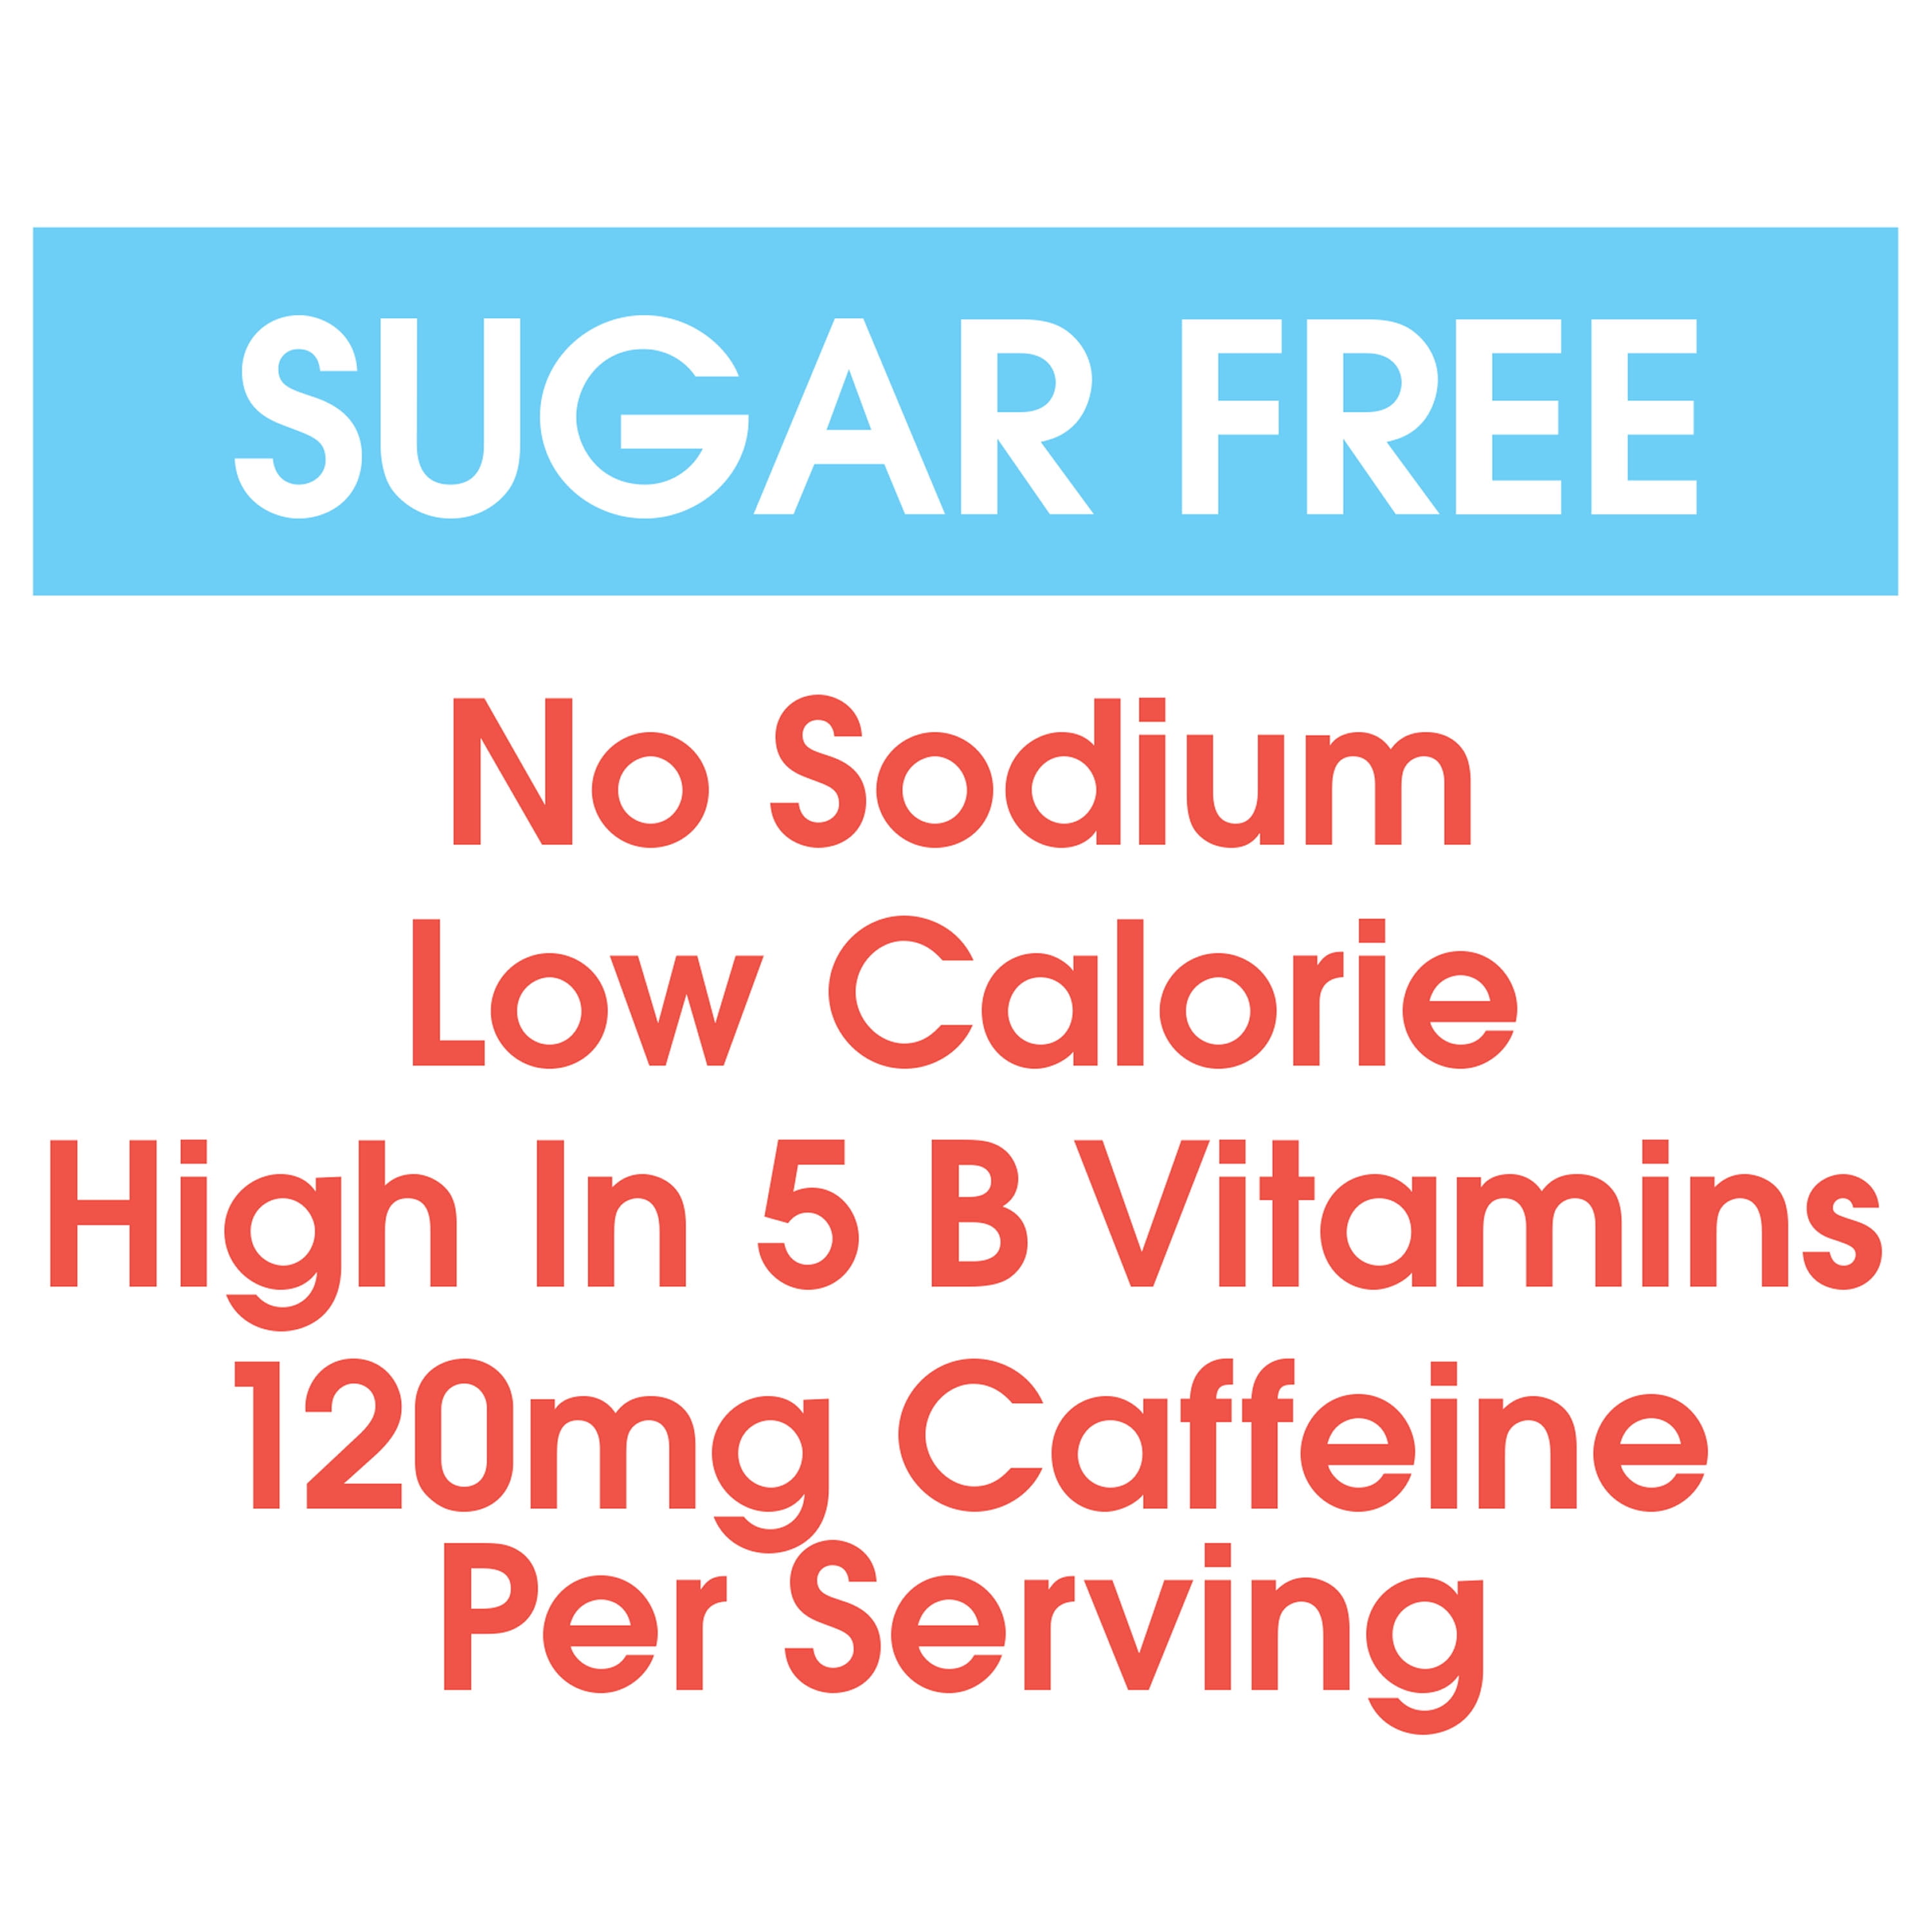 SUGAR FREE
No Sodium
Low Calorie
High In 5 B Vitamins
120mg Caffeine
Per Serving